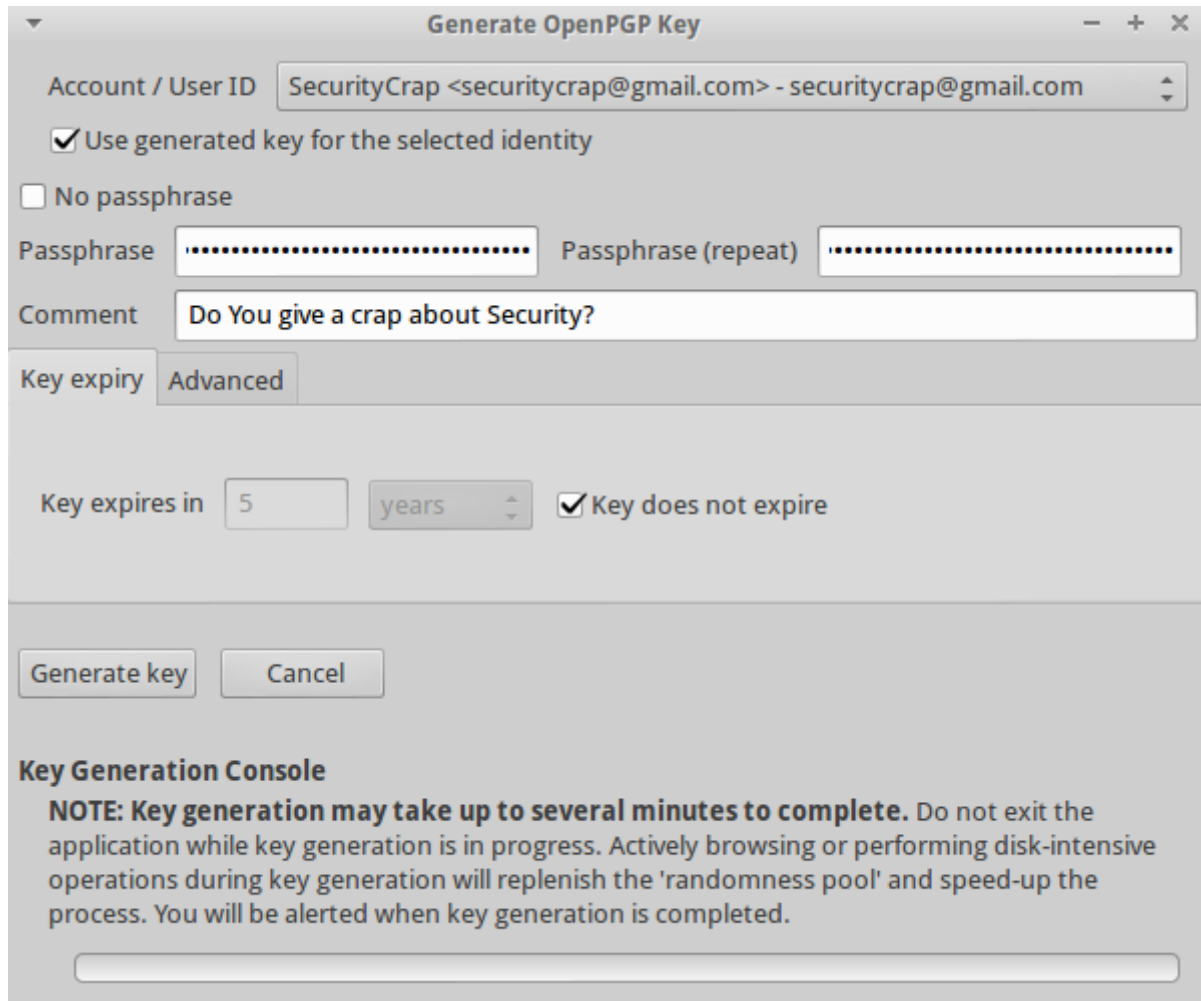 Generate OpenPGP Key
Account / User ID SecurityCrap <securitycrap@gmail.com> - securitycrap@gmail.com
Use generated key for the selected identity
No passphrase
Passphrase Passphrase (repeat)
Comment Do You give a crap about Security?
Key expiry Advanced
Key expires in 5 years Key does not expire
Generate key Cancel
Key Generation Console
NOTE: Key generation may take up to several minutes to complete. Do not exit the
application while key generation is in progress. Actively browsing or performing disk-intensive
operations during key generation will replenish the 'randomness pool' and speed-up the
process. You will be alerted when key generation is completed.